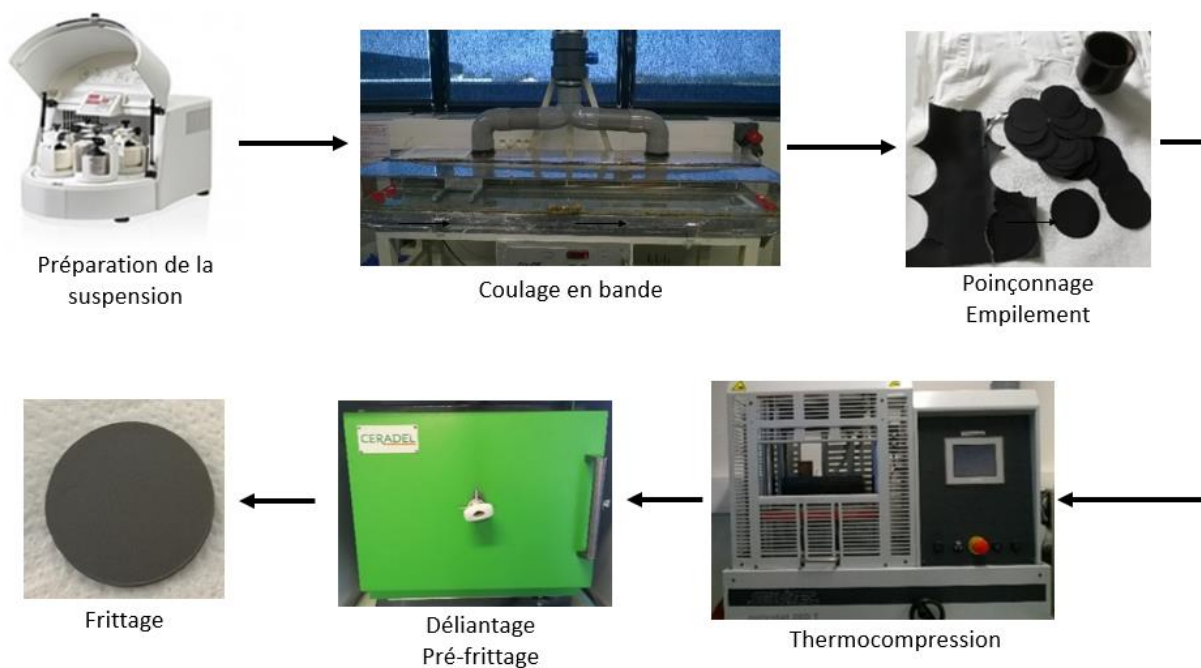 Préparation de la
suspension
Coulage en bande
Poinçonnage
Empilement
CERADEL
Frittage
Déliantage
Pré-frittage
Thermocompression